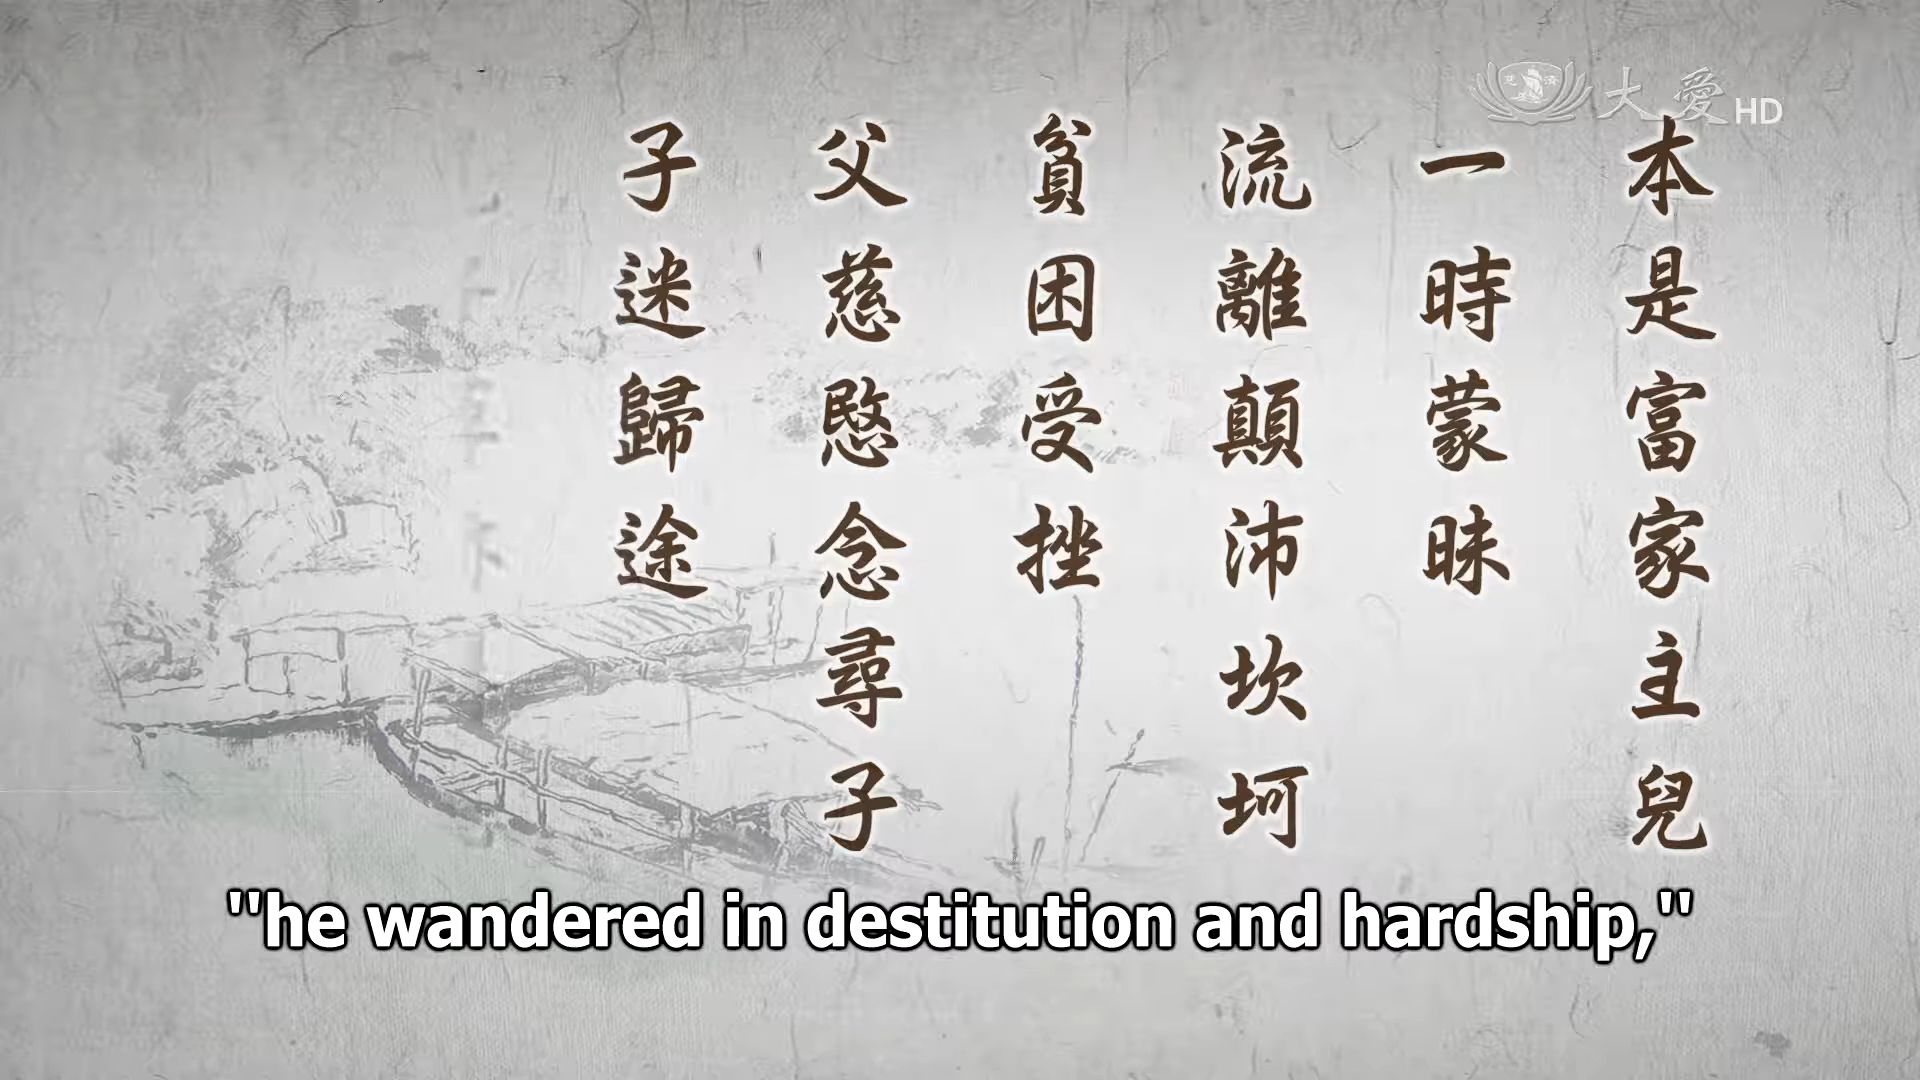 大愛HD
本是富家主兒
一時蒙昧
流離顛沛坎坷
貧困受挫
父慈愍念尋子
子迷歸途
"he wandered in destitution and hardship,"